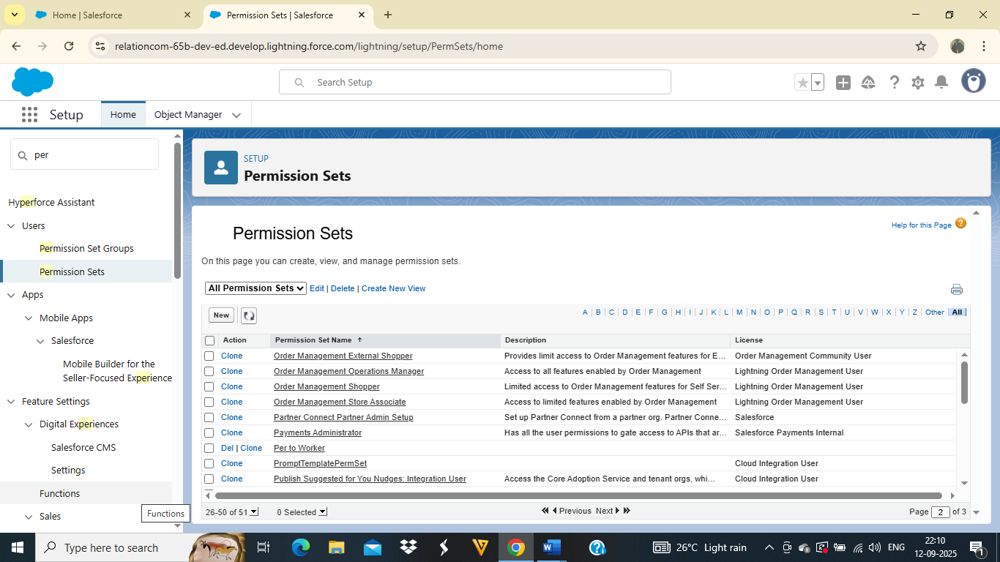 Home | Salesforce
Permission Sets | Salesforce
relationcom-65b-dev-ed.develop.lightning.force.com/lightning/setup/PermSets/home
Search Setup
Setup
Home
Object Manager
per
Hyperforce Assistant
Users
Permission Set Groups
Permission Sets
Apps
Mobile Apps
Salesforce
Mobile Builder for the
Seller-Focused Experience
Feature Settings
Digital Experiences
Salesforce CMS
Settings
Functions
Functions
Sales
SETUP
Permission Sets
Permission Sets
Help for this Page
On this page you can create, view, and manage permission sets.
All Permission Sets Edit | Delete | Create New View
New
A | B | C | D | E | F | G | H | I | J | K | L | M | N | O | P | Q | R | S | T | U | V | W | X | Y | Z | Other | All
Action Permission Set Name Description License
Clone Order Management External Shopper Provides limit access to Order Management features for E... Order Management Community User
Clone Order Management Operations Manager Access to all features enabled by Order Management Lightning Order Management User
Clone Order Management Shopper Limited access to Order Management features for Self Ser... Lightning Order Management User
Clone Order Management Store Associate Access to limited features enabled by Order Management Lightning Order Management User
Clone Partner Connect Partner Admin Setup Set up Partner Connect from a partner org. Partner Conne... Salesforce
Clone Payments Administrator Has all the user permissions to gate access to APIs that ar... Salesforce Payments Internal
Del | Clone Per to Worker
Clone PromptTemplatePermSet Cloud Integration User
Clone Publish Suggested for You Nudges: Integration User Access the Core Adoption Service and tenant orgs, whi... Cloud Integration User
26-50 of 51 0 Selected Previous Next Page 2 of 3
Type here to search
26°C Light rain
ENG
22:10
12-09-2025
1